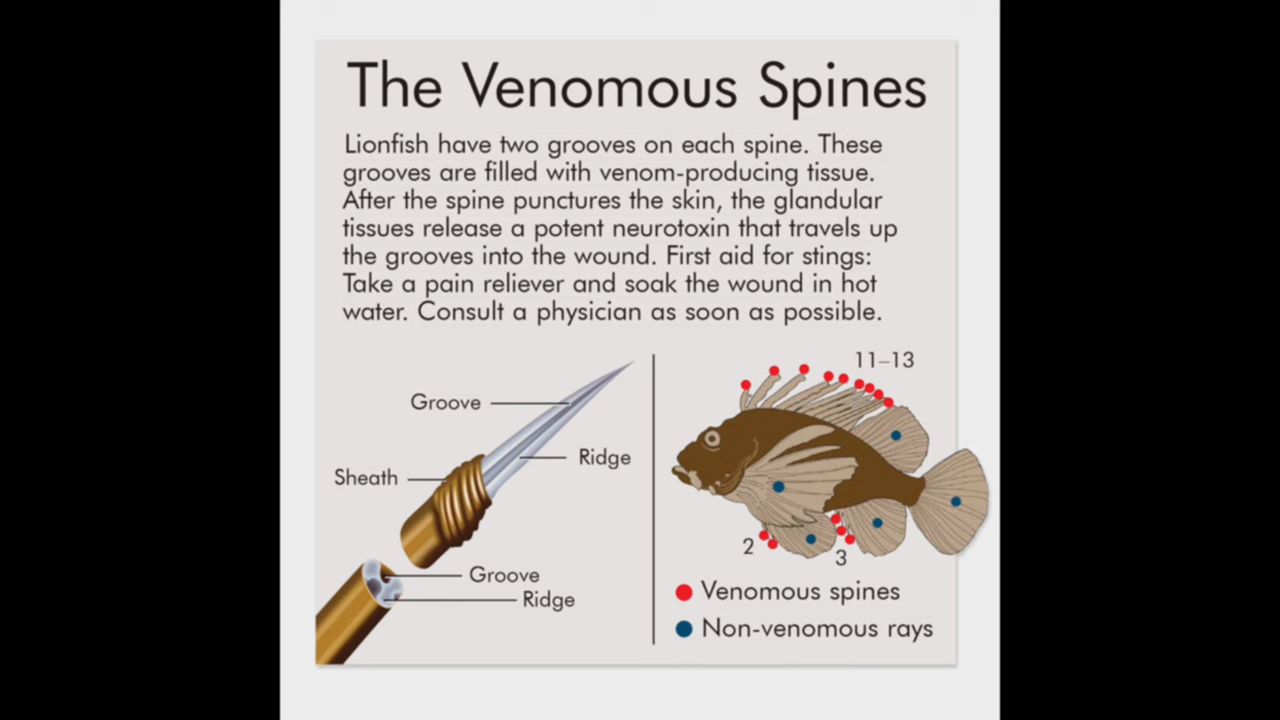 The Venomous Spines
Lionfish have two grooves on each spine. These
grooves are filled with venom-producing tissue.
After the spine punctures the skin, the glandular
tissues release a potent neurotoxin that travels up
the grooves into the wound. First aid for stings:
Take a pain reliever and soak the wound in hot
water. Consult a physician as soon as possible.
Groove
Ridge
Sheath
Groove
Ridge
11–13
2
3
Venomous spines
Non-venomous rays